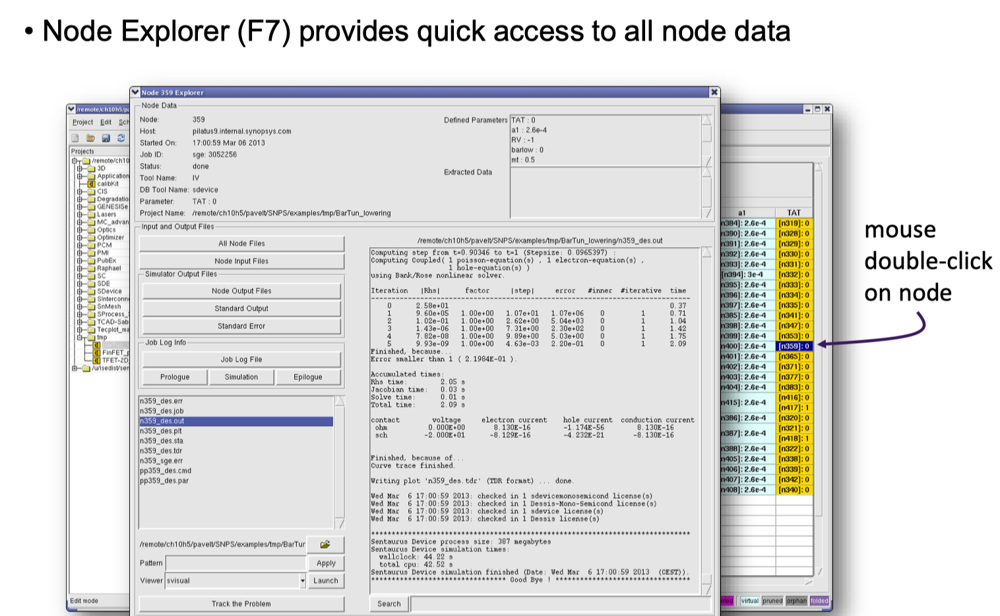 • Node Explorer (F7) provides quick access to all node data
Node 359 Explorer
/remote/ch10h5/pa
Project Edit Sch
Projects
/remote/ch10
3D
Application
calibKit
CIS
Degradatio
GENESISe
Lasers
MC_advan
Optics
Optimizer
PCM
PMI
PubEx
Raphael
SC
SDE
SDevice
SInterconn
SnMesh
SProcess_
TCAD-Sab
Tecplot_ma
tmp
FinFET_p
TFET-2D_
/u/isedist/ser
Edit mode
Node Data
Node: 359
Host: pilatus9.internal.synopsys.com
Started On: 17:00:59 Mar 06 2013
Job ID: sge: 3052256
Status: done
Tool Name: IV
DB Tool Name: sdevice
Parameter: TAT : 0
Project Name: /remote/ch10h5/pavelt/SNPS/examples/tmp/BarTun_lowering
Defined Parameters
TAT : 0
a1 : 2.6e-4
RV : -1
barlow : 0
mt : 0.5
Extracted Data
Input and Output Files
All Node Files
Node Input Files
Simulator Output Files
Node Output Files
Standard Output
Standard Error
Job Log Info
Job Log File
Prologue Simulation Epilogue
n359_des.err
n359_des.job
n359_des.out
n359_des.plt
n359_des.sta
n359_des.tdr
n359_sge.err
pp359_des.cmd
pp359_des.par
/remote/ch10h5/pavelt/SNPS/examples/tmp/BarTur
Pattern Apply
Viewer svisual Launch
Track the Problem
/remote/ch10h5/pavelt/SNPS/examples/tmp/BarTun_lowering/n359_des.out
Computing step from t=0.90346 to t=1 (Stepsize: 0.0965397) :
Computing Coupled( 1 poisson-equation(s) , 1 electron-equation(s) ,
1 hole-equation(s) )
using Bank/Rose nonlinear solver.
Iteration |Rhs| factor |step| error #inner #iterative time
--------------------------------------------------------------------------
0 2.58e+01 0.37
1 9.60e+05 1.00e+00 1.07e+01 1.07e+06 0 1 0.71
2 1.02e-01 1.00e+00 2.62e+00 5.04e+03 0 1 1.04
3 1.43e-06 1.00e+00 7.31e+00 2.30e+02 0 1 1.42
4 7.82e-08 1.00e+00 9.89e+00 5.03e+00 0 1 1.75
5 9.93e-09 1.00e+00 4.63e-03 2.20e-01 0 1 2.09
Finished, because...
Error smaller than 1 ( 2.1984E-01 ).
Accumulated times:
Rhs time: 2.05 s
Jacobian time: 0.03 s
Solve time: 0.01 s
Total time: 2.09 s
contact voltage electron current hole current conduction current
ohm 0.000E+00 8.130E-16 -1.174E-56 8.130E-16
sch -2.000E+01 -8.129E-16 -4.232E-21 -8.130E-16
Finished, because of...
Curve trace finished.
Writing plot 'n359_des.tdr' (TDR format) ... done.
Wed Mar 6 17:00:59 2013: checked in 1 sdevicemonosemicond license(s)
Wed Mar 6 17:00:59 2013: checked in 1 Dessis-Mono-Semicond license(s)
Wed Mar 6 17:00:59 2013: checked in 1 sdevice license(s)
Wed Mar 6 17:00:59 2013: checked in 1 Dessis license(s)
**************************************************************************
Sentaurus Device process size: 387 megabytes
Sentaurus Device simulation times:
wallclock: 44.22 s
total cpu: 42.52 s
Sentaurus Device simulation finished (Date: Wed Mar 6 17:00:59 2013 (CEST)).
******************************** Good Bye ! ********************************
Search
a1 TAT
n384]: 2.6e-4 [n319]: 0
n390]: 2.6e-4 [n328]: 0
n391]: 2.6e-4 [n329]: 0
n392]: 2.6e-4 [n330]: 0
n393]: 2.6e-4 [n331]: 0
[n394]: 3e-4 [n332]: 0
n395]: 2.6e-4 [n333]: 0
n396]: 2.6e-4 [n334]: 0
n397]: 2.6e-4 [n335]: 0
n385]: 2.6e-4 [n341]: 0
n398]: 2.6e-4 [n347]: 0
n399]: 2.6e-4 [n353]: 0
n400]: 2.6e-4 [n359]: 0
n401]: 2.6e-4 [n365]: 0
n402]: 2.6e-4 [n371]: 0
n403]: 2.6e-4 [n377]: 0
n404]: 2.6e-4 [n383]: 0
n415]: 2.6e-4 [n416]: 0
[n417]: 1
n386]: 2.6e-4 [n320]: 0
n387]: 2.6e-4 [n321]: 0
[n418]: 1
n388]: 2.6e-4 [n322]: 0
n405]: 2.6e-4 [n338]: 0
n406]: 2.6e-4 [n339]: 0
n407]: 2.6e-4 [n342]: 0
n408]: 2.6e-4 [n340]: 0
virtual pruned orphan folded
mouse
double-click
on node